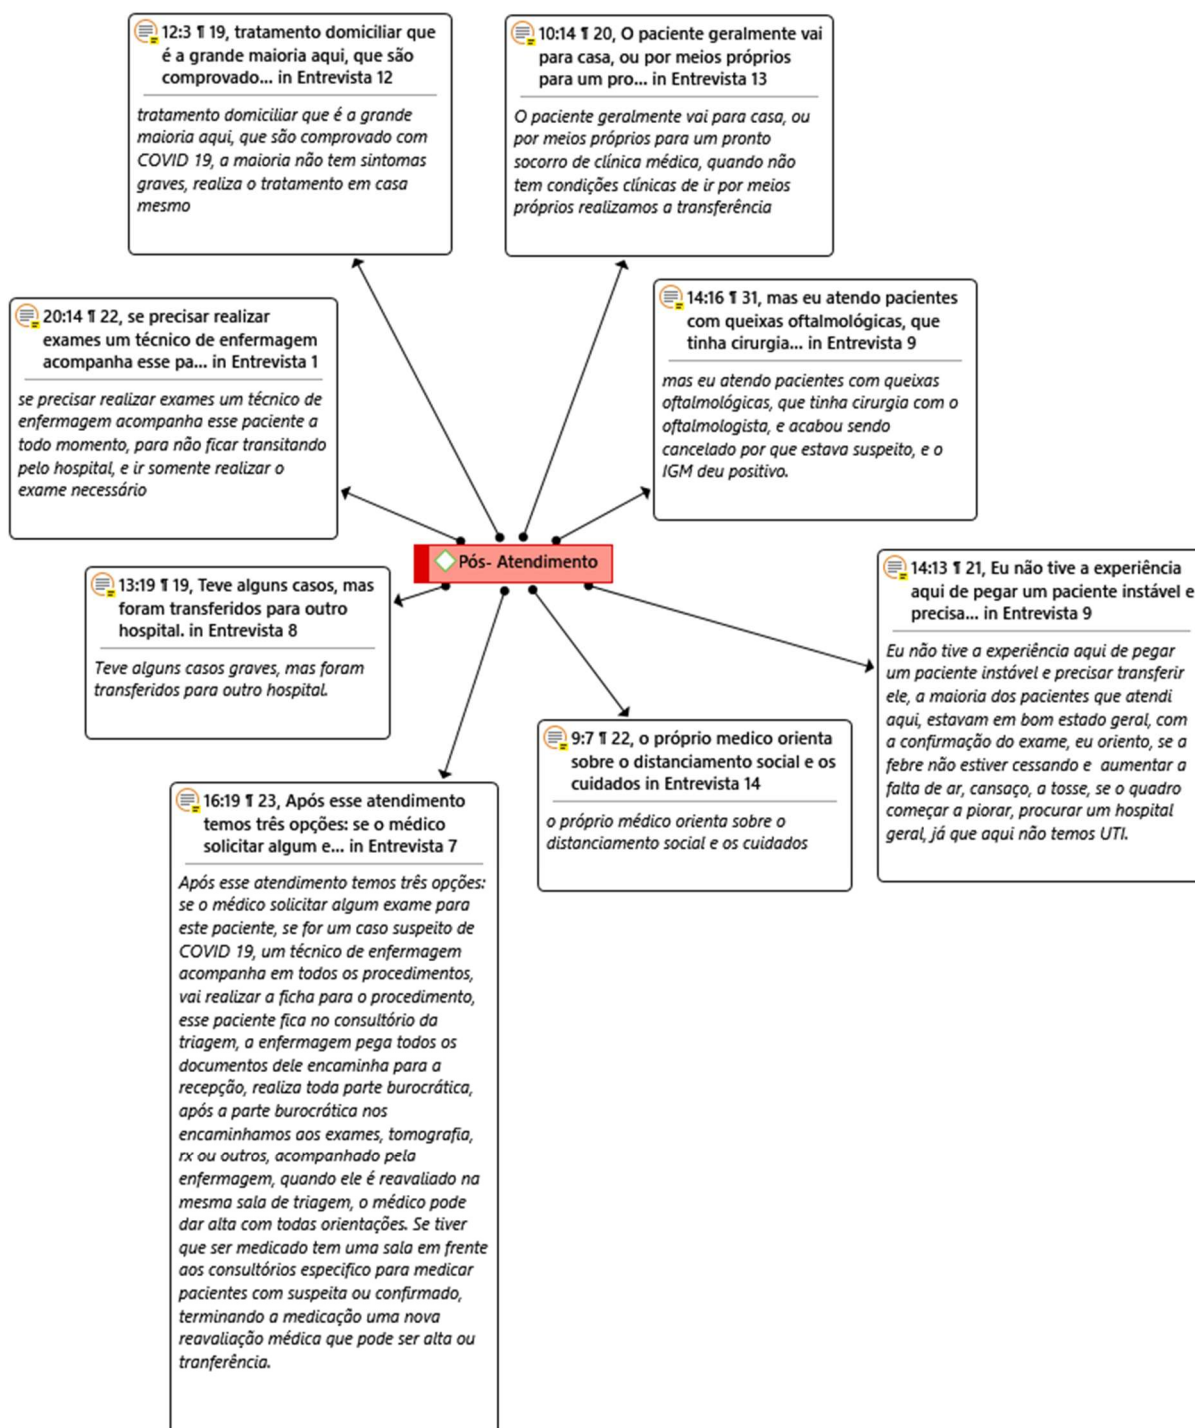 12:3 ¶ 19, tratamento domiciliar que
é a grande maioria aqui, que são
comprovado... in Entrevista 12
tratamento domiciliar que é a grande
maioria aqui, que são comprovado com
COVID 19, a maioria não tem sintomas
graves, realiza o tratamento em casa
mesmo
10:14 ¶ 20, O paciente geralmente vai
para casa, ou por meios próprios
para um pro... in Entrevista 13
O paciente geralmente vai para casa, ou
por meios próprios para um pronto
socorro de clínica médica, quando não
tem condições clínicas de ir por meios
próprios realizamos a transferência
20:14 ¶ 22, se precisar realizar
exames um técnico de enfermagem
acompanha esse pa... in Entrevista 1
se precisar realizar exames um técnico de
enfermagem acompanha esse paciente a
todo momento, para não ficar transitando
pelo hospital, e ir somente realizar o
exame necessário
14:16 ¶ 31, mas eu atendo pacientes
com queixas oftalmológicas, que
tinha cirurgia... in Entrevista 9
mas eu atendo pacientes com queixas
oftalmológicas, que tinha cirurgia com o
oftalmologista, e acabou sendo
cancelado por que estava suspeito, e o
IGM deu positivo.
Pós- Atendimento
13:19 ¶ 19, Teve alguns casos, mas
foram transferidos para outro
hospital. in Entrevista 8
Teve alguns casos graves, mas foram
transferidos para outro hospital.
14:13 ¶ 21, Eu não tive a experiência
aqui de pegar um paciente instável e
precisa... in Entrevista 9
Eu não tive a experiência aqui de pegar
um paciente instável e precisar transferir
ele, a maioria dos pacientes que atendi
aqui, estavam em bom estado geral, com
a confirmação do exame, eu oriento, se a
febre não estiver cessando e aumentar a
falta de ar, cansaço, a tosse, se o quadro
começar a piorar, procurar um hospital
geral, já que aqui não temos UTI.
9:7 ¶ 22, o próprio medico orienta
sobre o distanciamento social e os
cuidados in Entrevista 14
o próprio médico orienta sobre o
distanciamento social e os cuidados
16:19 ¶ 23, Após esse atendimento
temos três opções: se o médico
solicitar algum e... in Entrevista 7
Após esse atendimento temos três opções:
se o médico solicitar algum exame para
este paciente, se for um caso suspeito de
COVID 19, um técnico de enfermagem
acompanha em todos os procedimentos,
vai realizar a ficha para o procedimento,
esse paciente fica no consultório da
triagem, a enfermagem pega todos os
documentos dele encaminha para a
recepção, realiza toda parte burocrática,
após a parte burocrática nos
encaminhamos aos exames, tomografia,
rx ou outros, acompanhado pela
enfermagem, quando ele é reavaliado na
mesma sala de triagem, o médico pode
dar alta com todas orientações. Se tiver
que ser medicado tem uma sala em frente
aos consultórios especifico para medicar
pacientes com suspeita ou confirmado,
terminando a medicação uma nova
reavaliação médica que pode ser alta ou
tranferência.